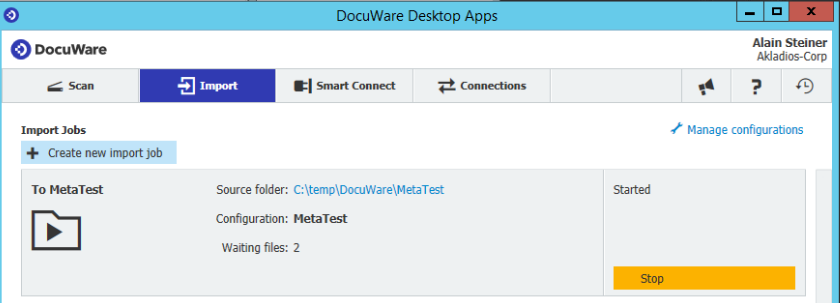 DocuWare Desktop Apps
DocuWare
Alain Steiner
Akladios-Corp
Scan Import Smart Connect Connections ?
Import Jobs
Manage configurations
+ Create new import job
To MetaTest Source folder: C:\temp\DocuWare\MetaTest Started
Configuration: MetaTest
Waiting files: 2
Stop